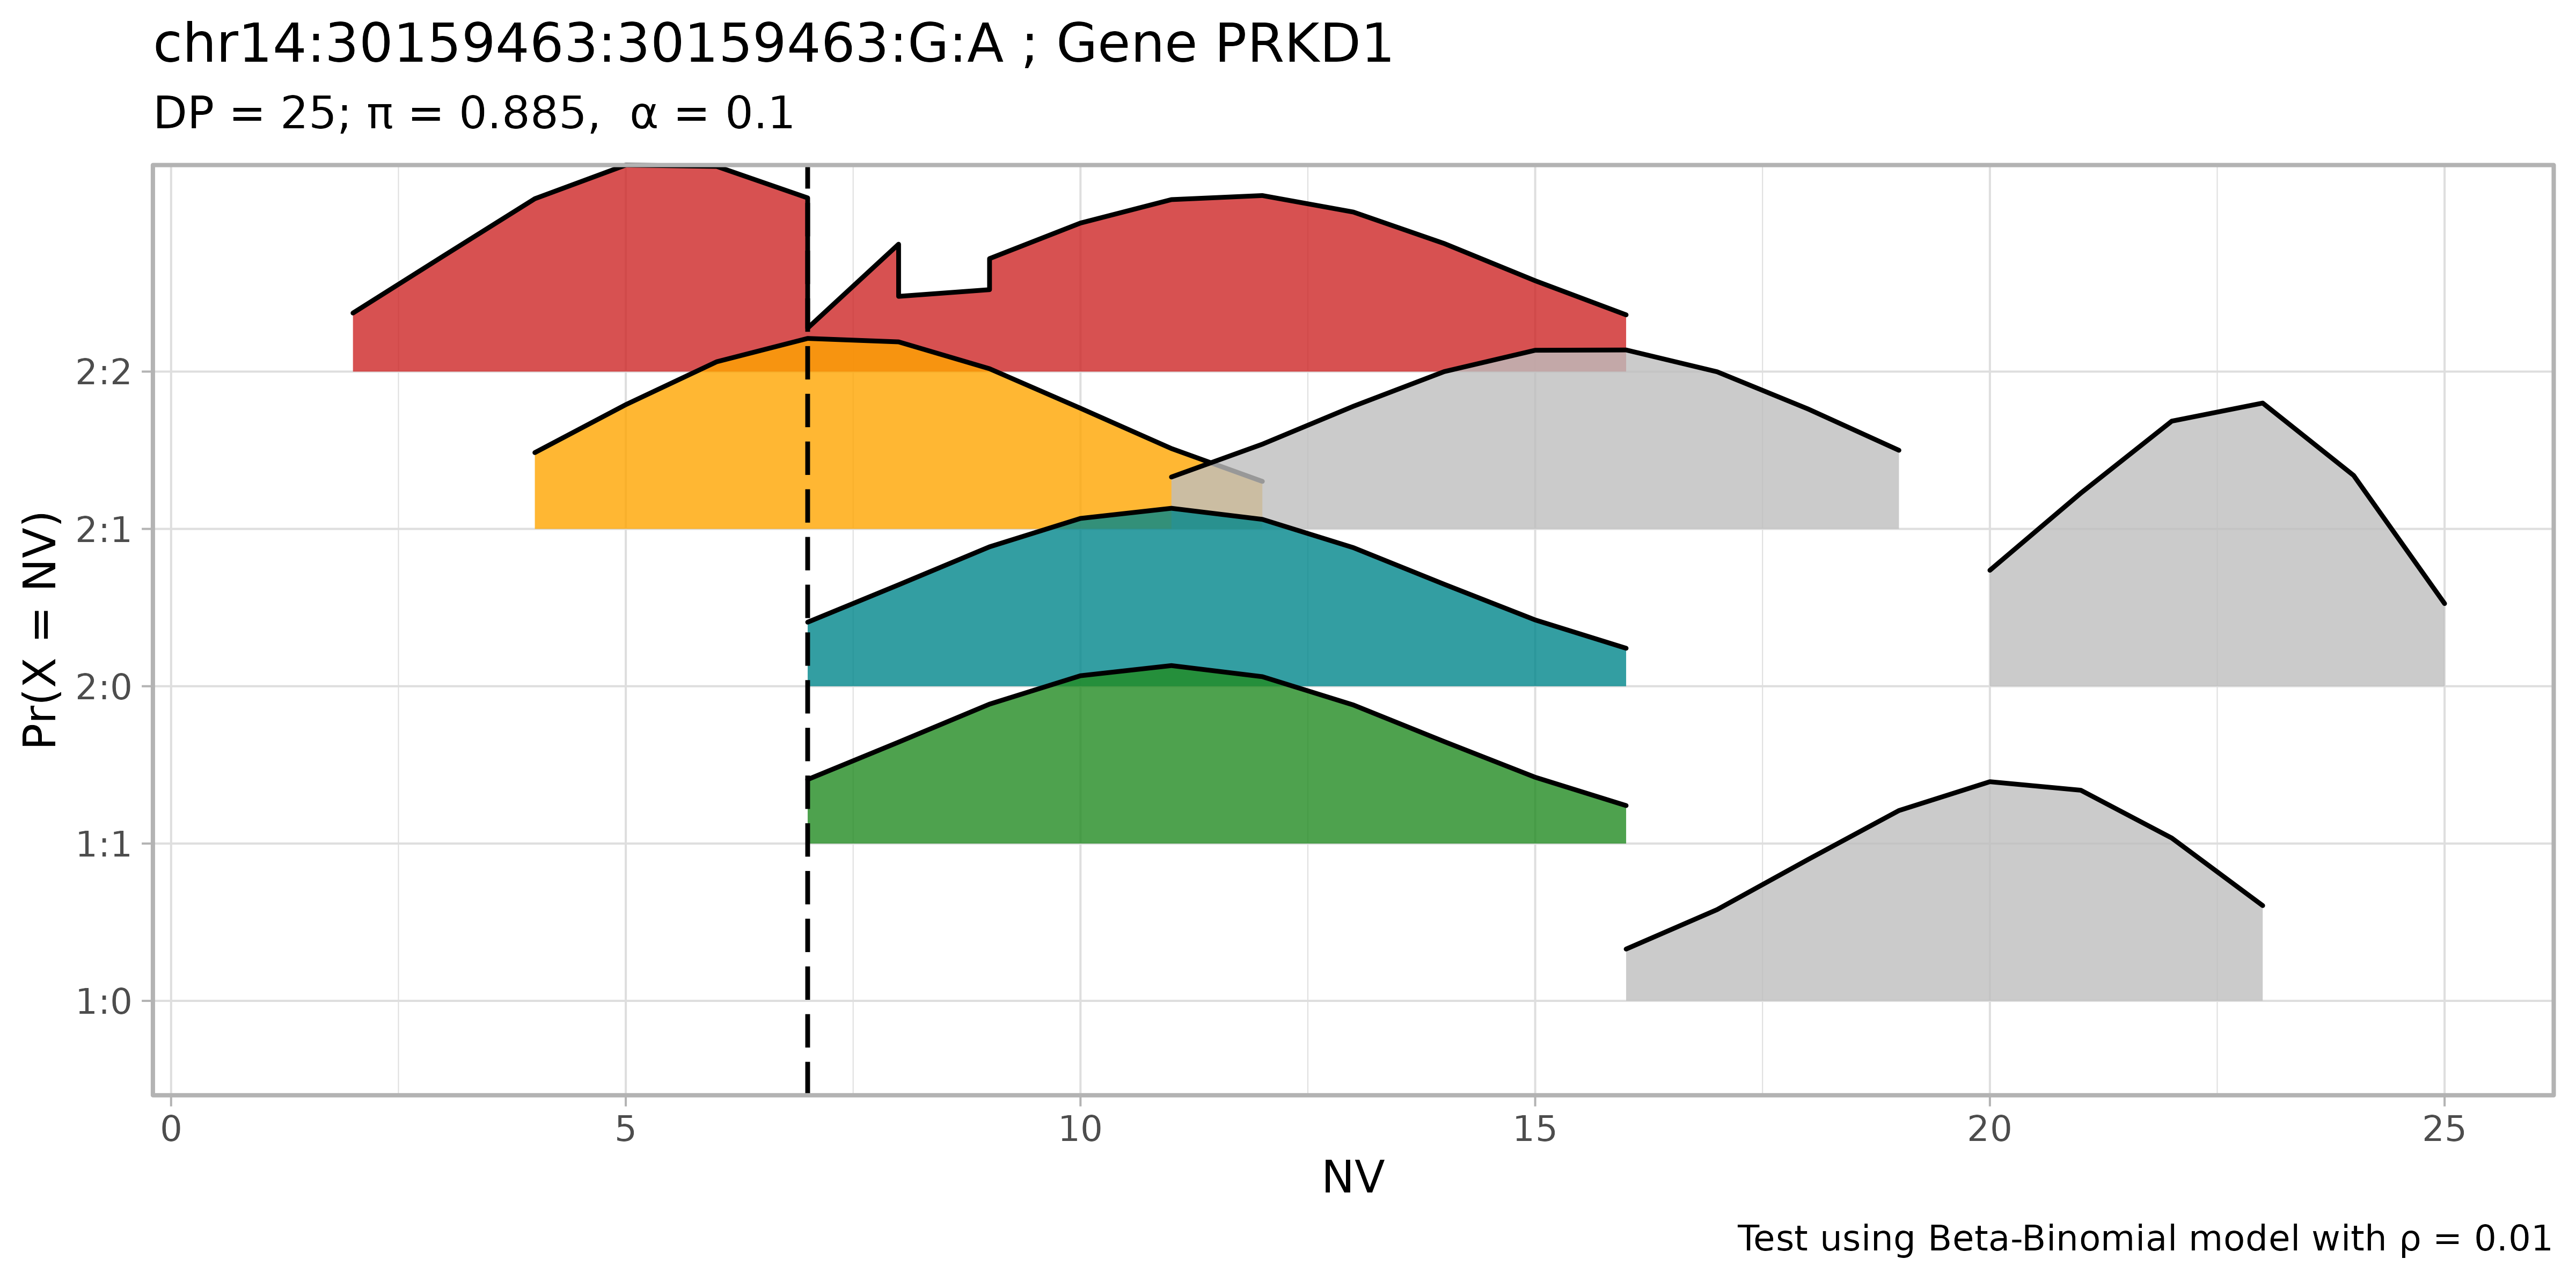 chr14:30159463:30159463:G:A ; Gene PRKD1
DP = 25; π = 0.885,  α = 0.1
Pr(X = NV)
2:2
2:1
2:0
1:1
1:0
0 5 10 15 20 25
NV
Test using Beta-Binomial model with ρ = 0.01